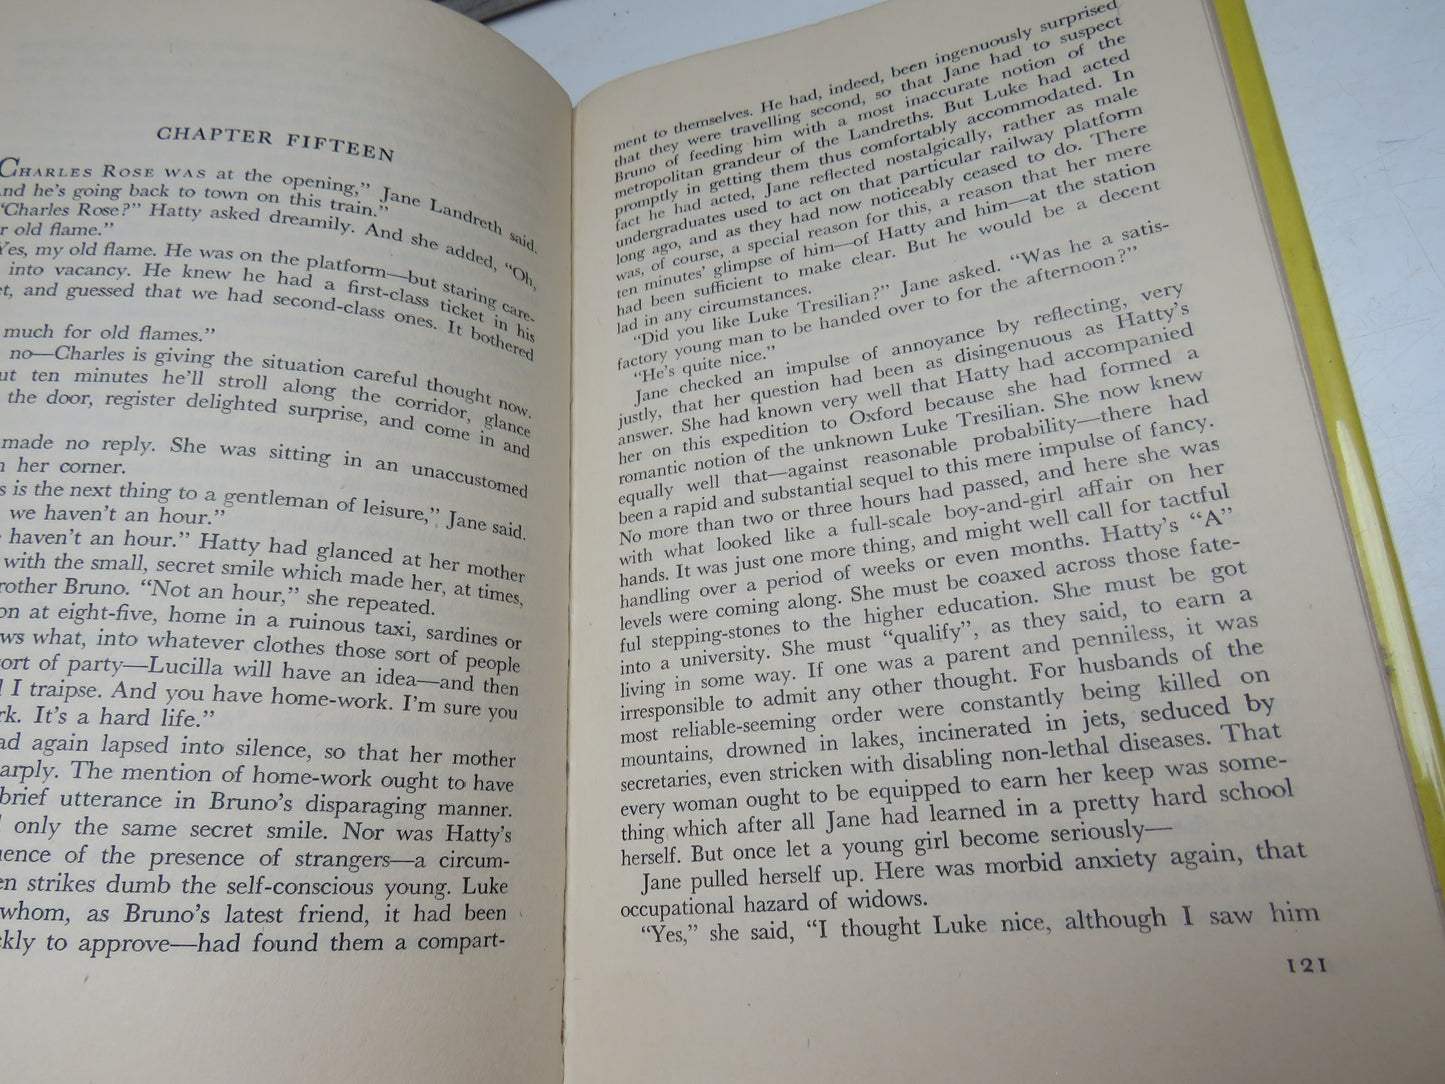 CHAPTER FIFTEEN
CHARLES ROSE WAS at the opening,” Jane Landreth said.
And he's going back to town on this train.”
“Charles Rose?” Hatty asked dreamily. And she added, “Oh,
old flame.”
Yes, my old flame. He was on the platform—but staring care-
into vacancy. He knew he had a first-class ticket in his
and guessed that we had second-class ones. It bothered
much for old flames.”
no—Charles is giving the situation careful thought now.
ten minutes he'll stroll along the corridor, glance
the door, register delighted surprise, and come in and
made no reply. She was sitting in an unaccustomed
her corner.
is the next thing to a gentleman of leisure,” Jane said.
we haven't an hour.”
haven't an hour.” Hatty had glanced at her mother
with the small, secret smile which made her, at times,
brother Bruno. “Not an hour,” she repeated.
at eight-five, home in a ruinous taxi, sardines or
what, into whatever clothes those sort of people
sort of party—Lucilla will have an idea—and then
I traipse. And you have home-work. I'm sure you
It's a hard life.”
again lapsed into silence, so that her mother
The mention of home-work ought to have
brief utterance in Bruno's disparaging manner.
only the same secret smile. Nor was Hatty's
of the presence of strangers—a circum-
strikes dumb the self-conscious young. Luke
whom, as Bruno's latest friend, it had been
to approve—had found them a compart-
ment to themselves. He had, indeed, been ingenuously surprised
that they were travelling second, so that Jane had to suspect
Bruno of feeding him with a most inaccurate notion of the
metropolitan grandeur of the Landreths. But Luke had acted
promptly in getting them thus comfortably accommodated. In
fact he had acted, Jane reflected nostalgically, rather as male
undergraduates used to act on that particular railway platform
long ago, and as they had now noticeably ceased to do. There
was, of course, a special reason for this, a reason that her mere
ten minutes' glimpse of him—of Hatty and him—at the station
had been sufficient to make clear. But he would be a decent
lad in any circumstances.
“Did you like Luke Tresilian?” Jane asked. “Was he a satis-
factory young man to be handed over to for the afternoon?”
“He's quite nice.”
Jane checked an impulse of annoyance by reflecting, very
justly, that her question had been as disingenuous as Hatty's
answer. She had known very well that Hatty had accompanied
her on this expedition to Oxford because she had formed a
romantic notion of the unknown Luke Tresilian. She now knew
equally well that—against reasonable probability—there had
been a rapid and substantial sequel to this mere impulse of fancy.
No more than two or three hours had passed, and here she was
with what looked like a full-scale boy-and-girl affair on her
hands. It was just one more thing, and might well call for tactful
handling over a period of weeks or even months. Hatty's “A”
levels were coming along. She must be coaxed across those fate-
ful stepping-stones to the higher education. She must be got
into a university. She must “qualify”, as they said, to earn a
living in some way. If one was a parent and penniless, it was
irresponsible to admit any other thought. For husbands of the
most reliable-seeming order were constantly being killed on
mountains, drowned in lakes, incinerated in jets, seduced by
secretaries, even stricken with disabling non-lethal diseases. That
every woman ought to be equipped to earn her keep was some-
thing which after all Jane had learned in a pretty hard school
herself. But once let a young girl become seriously—
Jane pulled herself up. Here was morbid anxiety again, that
occupational hazard of widows.
“Yes,” she said, “I thought Luke nice, although I saw him
121